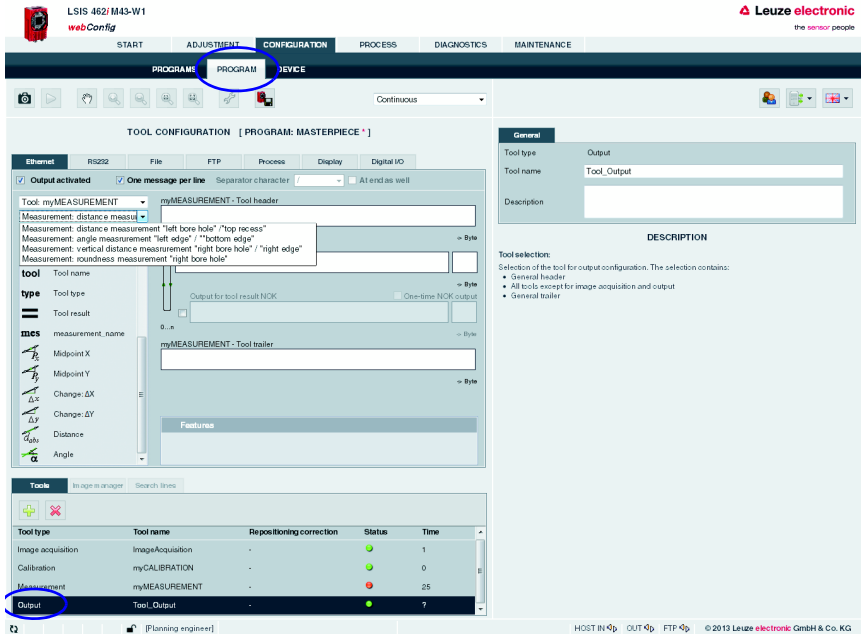 LSIS 462i M43-W1
webConfig
Leuze electronic
the sensor people
START ADJUSTMENT CONFIGURATION PROCESS DIAGNOSTICS MAINTENANCE
PROGRAMS PROGRAM DEVICE
Continuous
TOOL CONFIGURATION [ PROGRAM: MASTERPIECE * ]
Ethernet RS232 File FTP Process Display Digital I/O
Output activated One message per line Separator character / At end as well
Tool: myMEASUREMENT
myMEASUREMENT - Tool header
Measurement: distance measu
Measurement: distance measrurement "left bore hole" /"top recess"
Measurement: angle measrurement "left edge" / ""bottom edge"
Measurement: vertical distance measrurement "right bore hole" / "right edge"
Measurement: roundness measrurement "right bore hole"
-> Byte
tool Tool name
-> Byte
type Tool type
Output for tool result NOK One-time NOK output
Tool result
0...n
mcs measurement_name
-> Byte
myMEASUREMENT - Tool trailer
Px Midpoint X
Py Midpoint Y
-> Byte
Δx Change: ΔX
Δy Change: ΔY
Features
dabs Distance
α Angle
Tools Image manager Search lines
Tool type Tool name Repositioning correction Status Time
Image acquisition ImageAcquisition - 1
Calibration myCALIBRATION - 0
Measurement myMEASUREMENT - 25
Output Tool_Output - ?
General
Tool type Output
Tool name Tool_Output
Description
DESCRIPTION
Tool selection:
Selection of the tool for output configuration. The selection contains:
• General header
• All tools except for image acquisition and output
• General trailer
[Planning engineer]
HOST IN OUT FTP © 2013 Leuze electronic GmbH & Co. KG